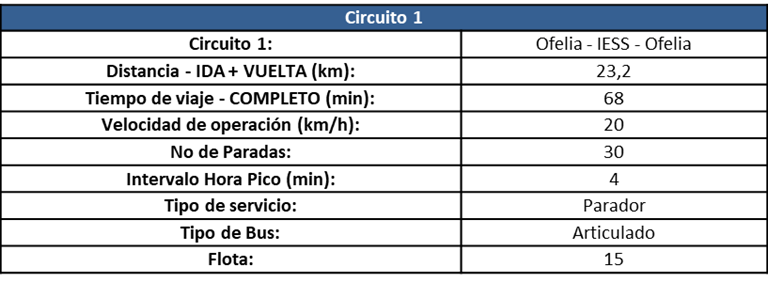 Circuito 1
Circuito 1: Ofelia - IESS - Ofelia
Distancia - IDA + VUELTA (km): 23,2
Tiempo de viaje - COMPLETO (min): 68
Velocidad de operación (km/h): 20
No de Paradas: 30
Intervalo Hora Pico (min): 4
Tipo de servicio: Parador
Tipo de Bus: Articulado
Flota: 15